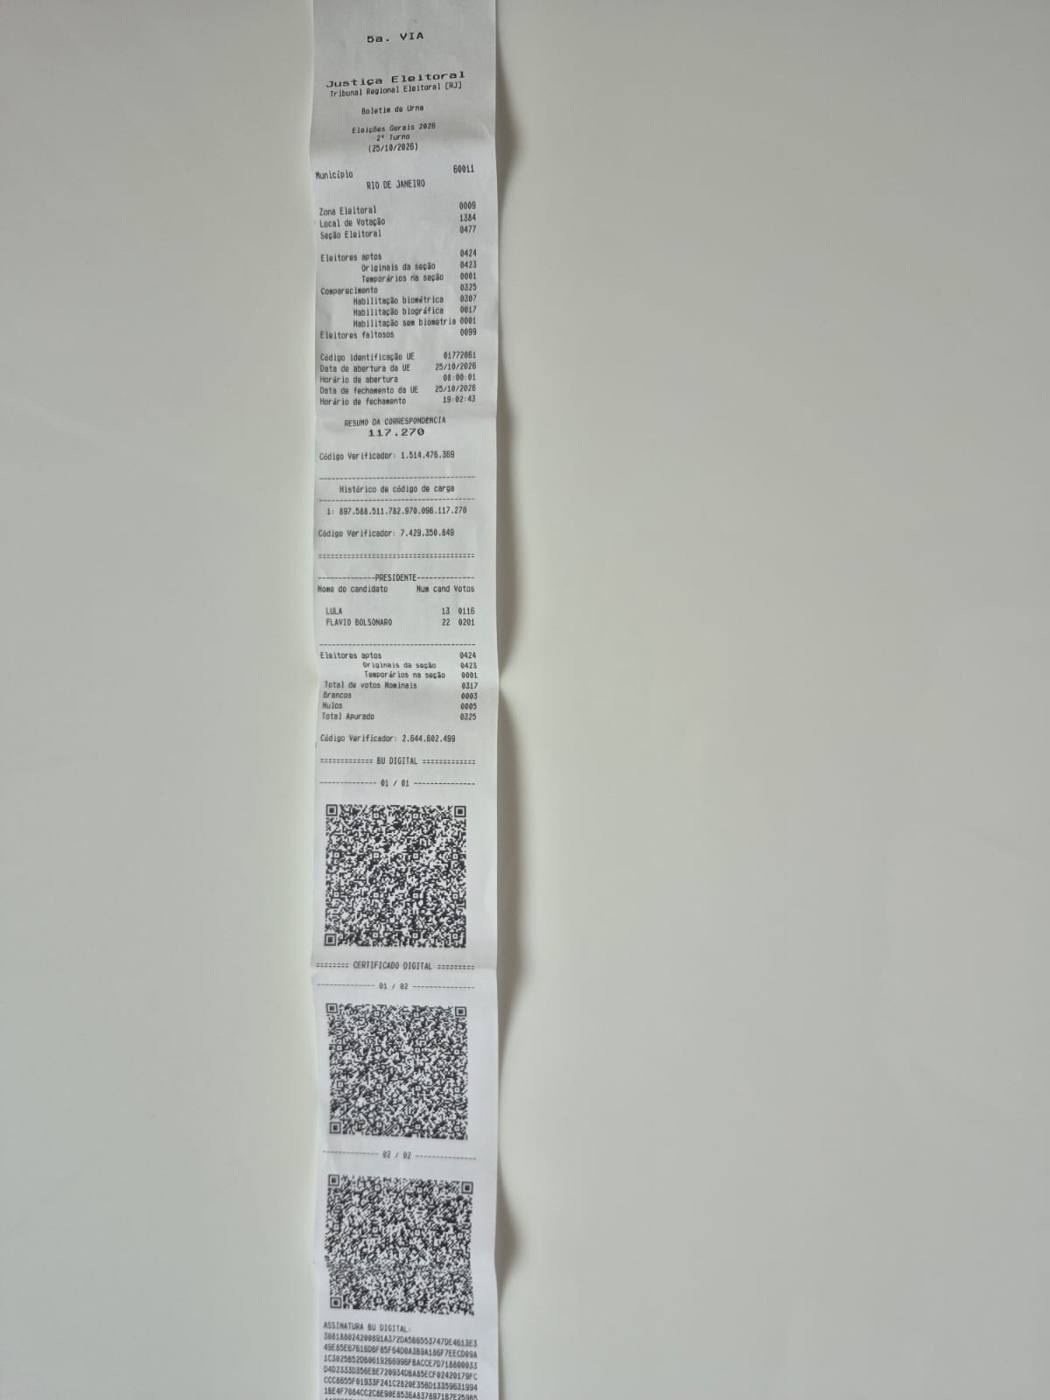 5a. VIA
Justiça Eleitoral
Tribunal Regional Eleitoral (RJ)
Boletim de Urna
Eleições Gerais 2026
2º Turno
(25/10/2026)
Município 60011
RIO DE JANEIRO
Zona Eleitoral 0009
Local de Votação 1384
Seção Eleitoral 0477
Eleitores aptos 0424
Originais da seção 0423
Temporários na seção 0001
Comparecimento 0325
Habilitação biométrica 0307
Habilitação biográfica 0017
Habilitação sem biometria 0001
Eleitores faltosos 0099
Código identificação UE 01772061
Data de abertura da UE 25/10/2026
Horário de abertura 08:00:01
Data de fechamento da UE 25/10/2026
Horário de fechamento 19:02:43
RESUMO DA CORRESPONDENCIA
117.270
Código Verificador: 1.514.476.369
Histórico de código de carga
1: 897.588.511.782.970.096.117.270
Código Verificador: 7.429.350.849
PRESIDENTE
Nome do candidato Num cand Votos
LULA 13 0116
FLAVIO BOLSONARO 22 0201
Eleitores aptos 0424
Originais da seção 0423
Temporários na seção 0001
Total de votos Nominais 0317
Brancos 0003
Nulos 0005
Total Apurado 0325
Código Verificador: 2.644.602.499
============ BU DIGITAL ============
------------- 01 / 01 --------------
======== CERTIFICADO DIGITAL =========
------------- 01 / 02 --------------
------------- 02 / 02 --------------
ASSINATURA BU DIGITAL: